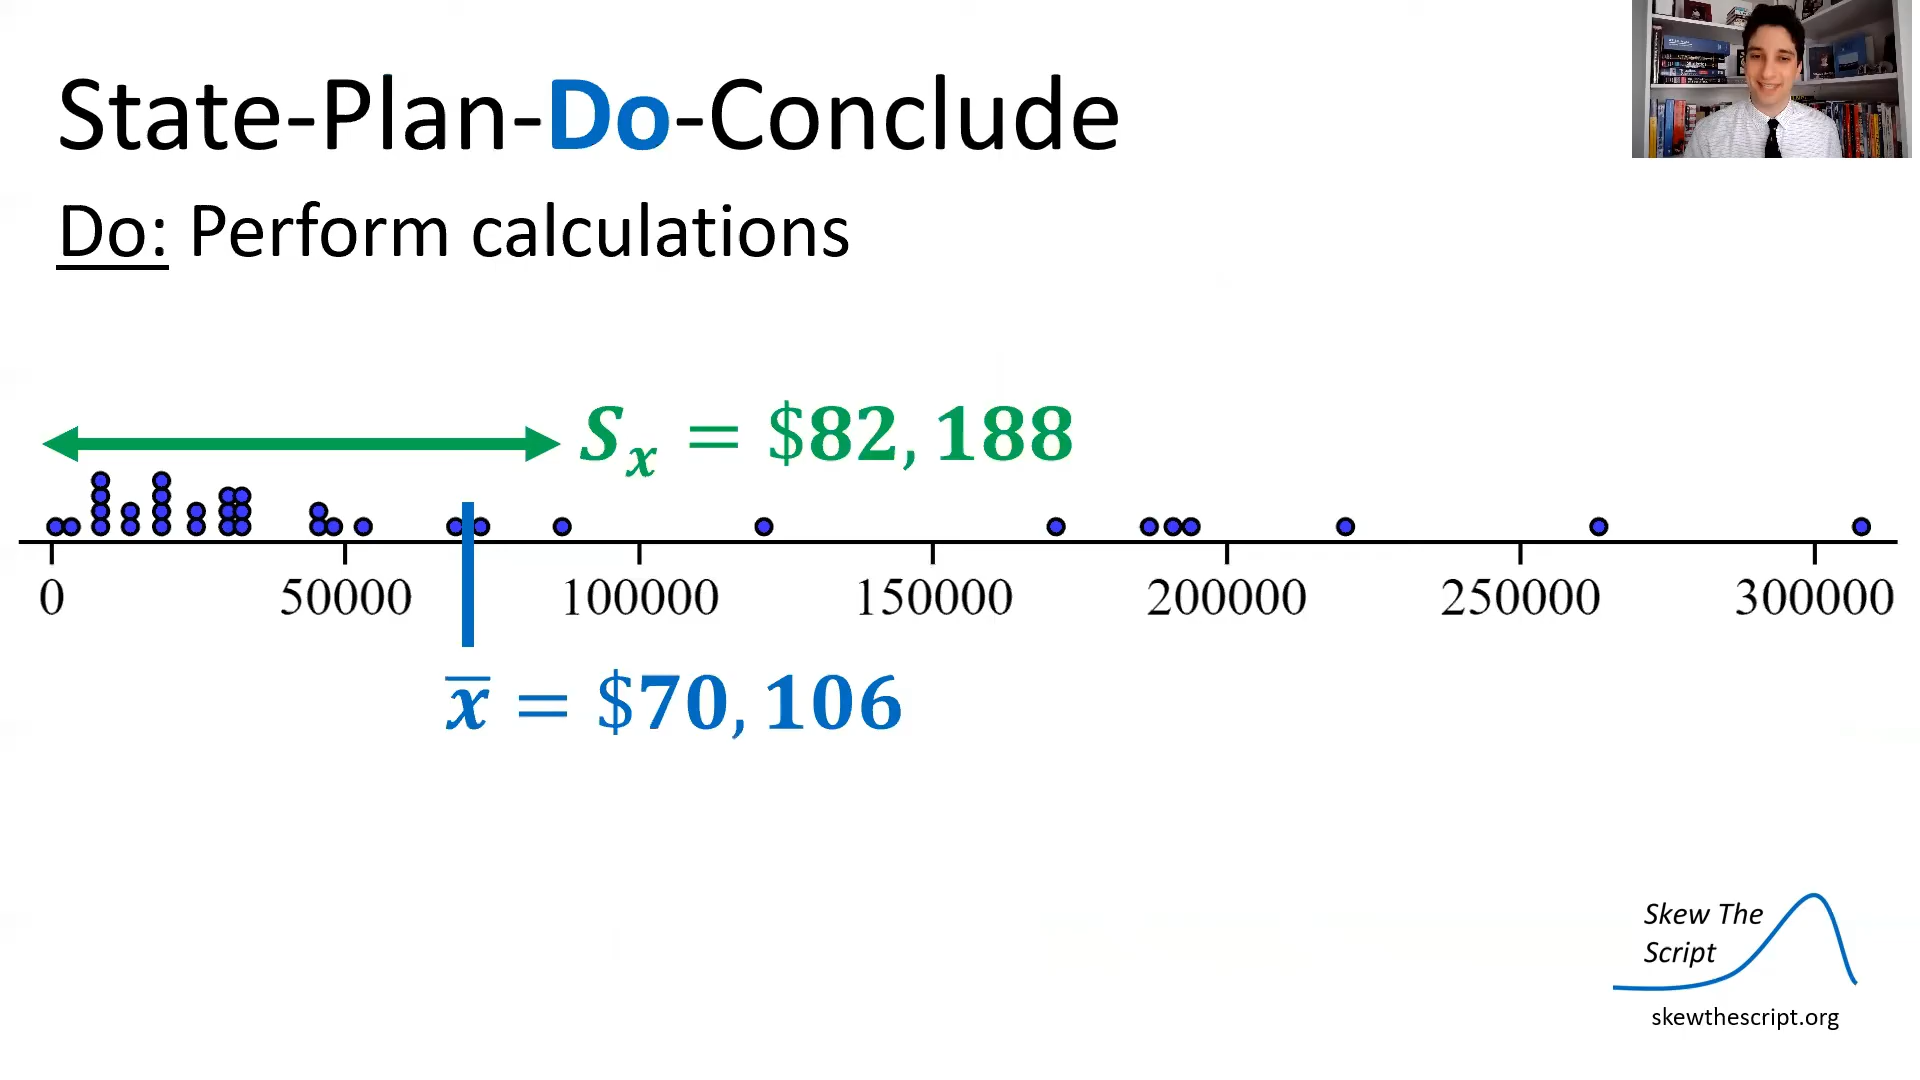 State-Plan-Do-Conclude
Do: Perform calculations
Sₓ = $82,188
0 50000 100000 150000 200000 250000 300000
x̅ = $70,106
Skew The
Script
skewthescript.org